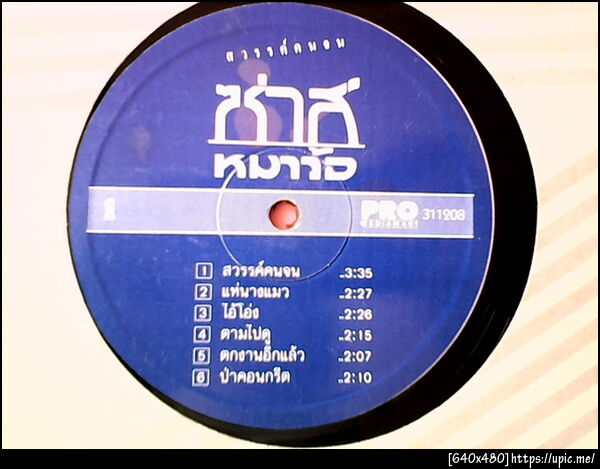 สวรรค์คนจน
ซ่าส์
หมาว้อ
1
PRO 311208
MEDIAMART
1 สวรรค์คนจน ..3:35
2 แห่นางแมว ..2:27
3 ไอ้โอ่ง ..2:26
4 ตามไปดู ..2:15
5 ตกงานอีกแล้ว ..2:07
6 ป่าคอนกรีต ..2:10
[640x480]https://upic.me/